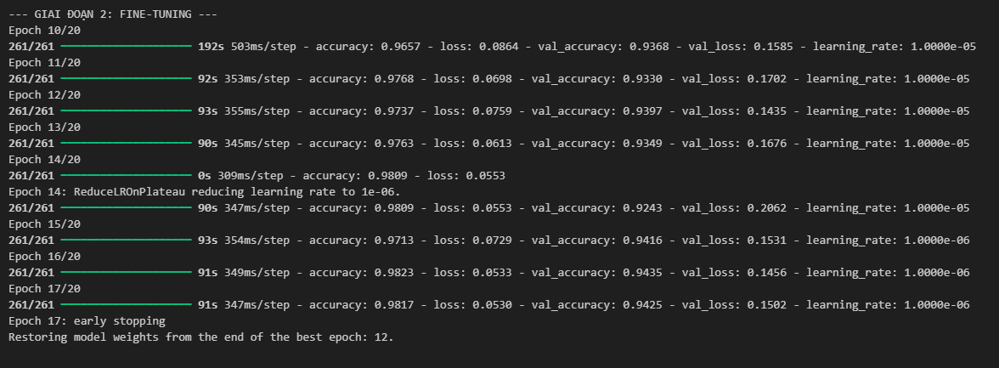 --- GIAI ĐOẠN 2: FINE-TUNING ---
Epoch 10/20
261/261 ━━━━━━━━━━━━━━━━━━━━ 192s 503ms/step - accuracy: 0.9657 - loss: 0.0864 - val_accuracy: 0.9368 - val_loss: 0.1585 - learning_rate: 1.0000e-05
Epoch 11/20
261/261 ━━━━━━━━━━━━━━━━━━━━ 92s 353ms/step - accuracy: 0.9768 - loss: 0.0698 - val_accuracy: 0.9330 - val_loss: 0.1702 - learning_rate: 1.0000e-05
Epoch 12/20
261/261 ━━━━━━━━━━━━━━━━━━━━ 93s 355ms/step - accuracy: 0.9737 - loss: 0.0759 - val_accuracy: 0.9397 - val_loss: 0.1435 - learning_rate: 1.0000e-05
Epoch 13/20
261/261 ━━━━━━━━━━━━━━━━━━━━ 90s 345ms/step - accuracy: 0.9763 - loss: 0.0613 - val_accuracy: 0.9349 - val_loss: 0.1676 - learning_rate: 1.0000e-05
Epoch 14/20
261/261 ━━━━━━━━━━━━━━━━━━━━ 0s 309ms/step - accuracy: 0.9809 - loss: 0.0553
Epoch 14: ReduceLROnPlateau reducing learning rate to 1e-06.
261/261 ━━━━━━━━━━━━━━━━━━━━ 90s 347ms/step - accuracy: 0.9809 - loss: 0.0553 - val_accuracy: 0.9243 - val_loss: 0.2062 - learning_rate: 1.0000e-05
Epoch 15/20
261/261 ━━━━━━━━━━━━━━━━━━━━ 93s 354ms/step - accuracy: 0.9713 - loss: 0.0729 - val_accuracy: 0.9416 - val_loss: 0.1531 - learning_rate: 1.0000e-06
Epoch 16/20
261/261 ━━━━━━━━━━━━━━━━━━━━ 91s 349ms/step - accuracy: 0.9823 - loss: 0.0533 - val_accuracy: 0.9435 - val_loss: 0.1456 - learning_rate: 1.0000e-06
Epoch 17/20
261/261 ━━━━━━━━━━━━━━━━━━━━ 91s 347ms/step - accuracy: 0.9817 - loss: 0.0530 - val_accuracy: 0.9425 - val_loss: 0.1502 - learning_rate: 1.0000e-06
Epoch 17: early stopping
Restoring model weights from the end of the best epoch: 12.